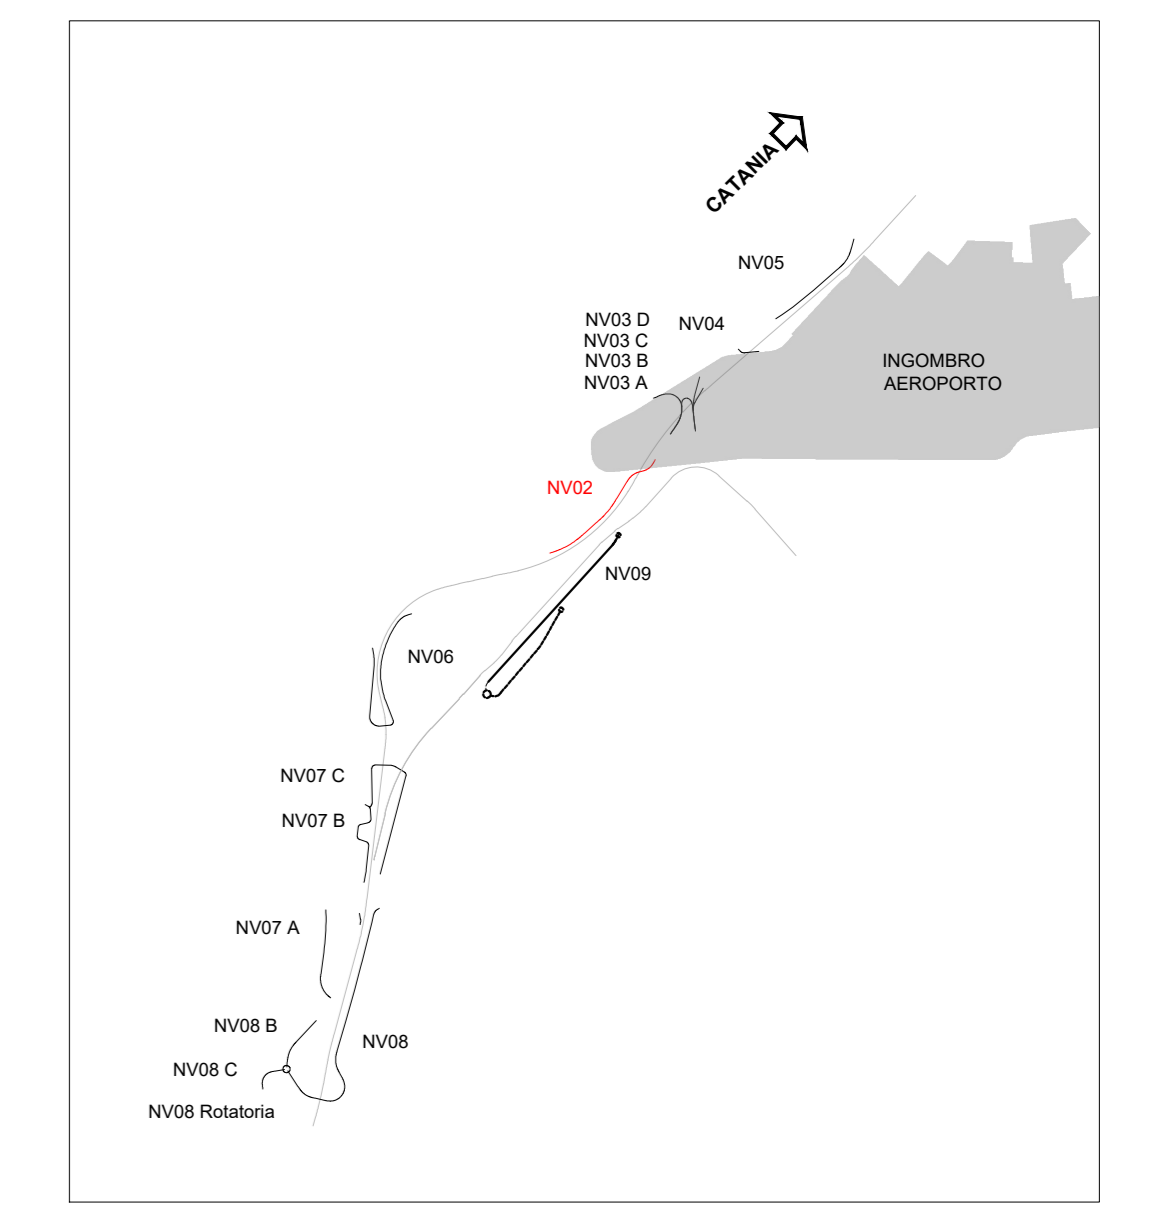 CATANIA
NV05
NV03 D
NV04
NV03 C
NV03 B
NV03 A
INGOMBRO
AEROPORTO
NV02
NV09
NV06
NV07 C
NV07 B
NV07 A
NV08 B
NV08
NV08 C
NV08 Rotatoria